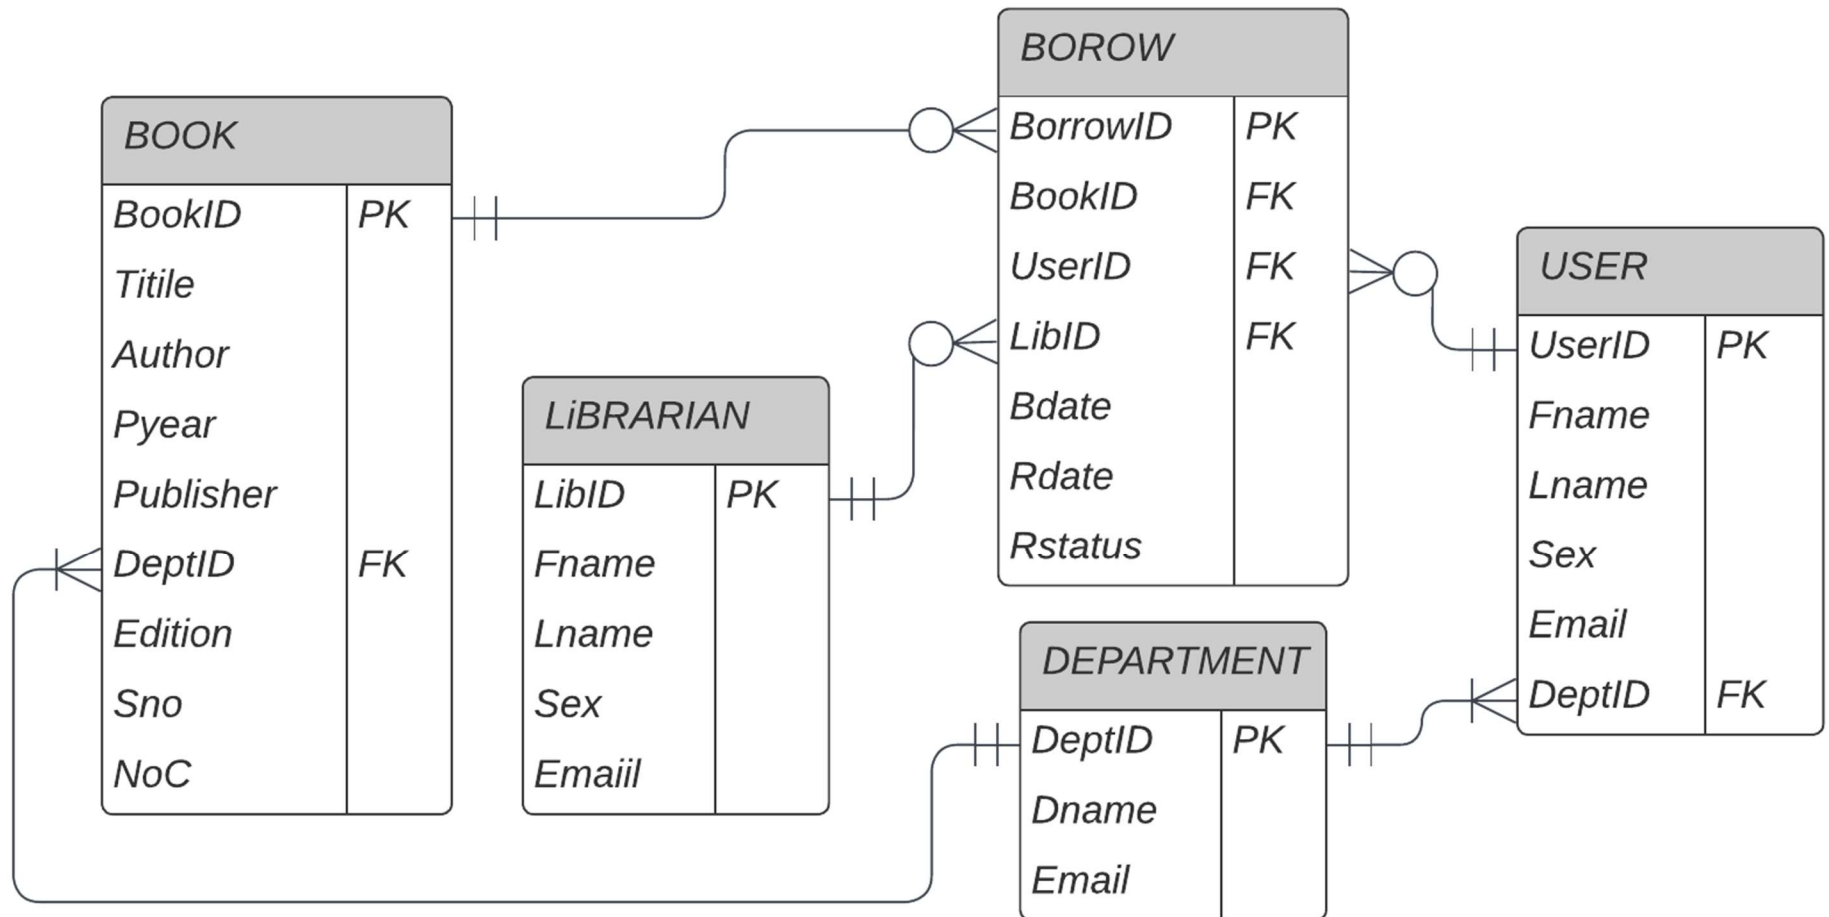 BOOK
BookID PK
Titile
Author
Pyear
Publisher
DeptID FK
Edition
Sno
NoC
LiBRARIAN
LibID PK
Fname
Lname
Sex
Emaiil
BOROW
BorrowID PK
BookID FK
UserID FK
LibID FK
Bdate
Rdate
Rstatus
DEPARTMENT
DeptID PK
Dname
Email
USER
UserID PK
Fname
Lname
Sex
Email
DeptID FK